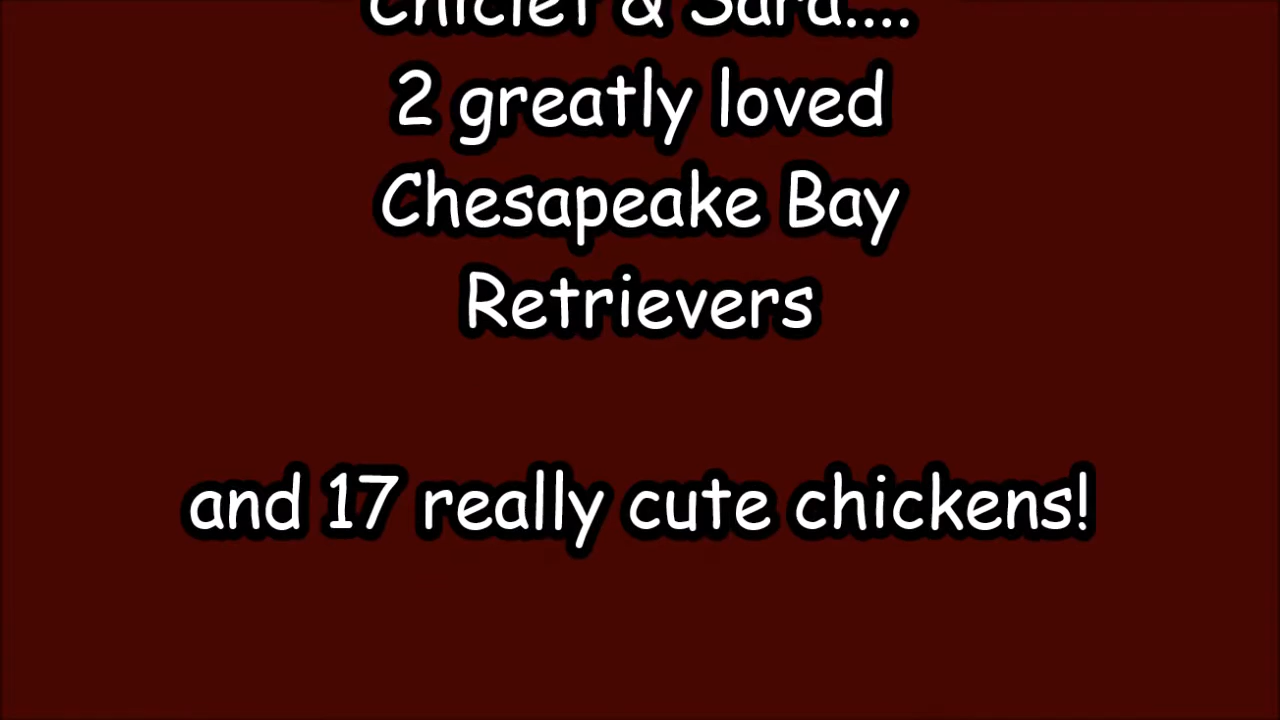 Chiclet & Sara....
2 greatly loved
Chesapeake Bay
Retrievers
and 17 really cute chickens!